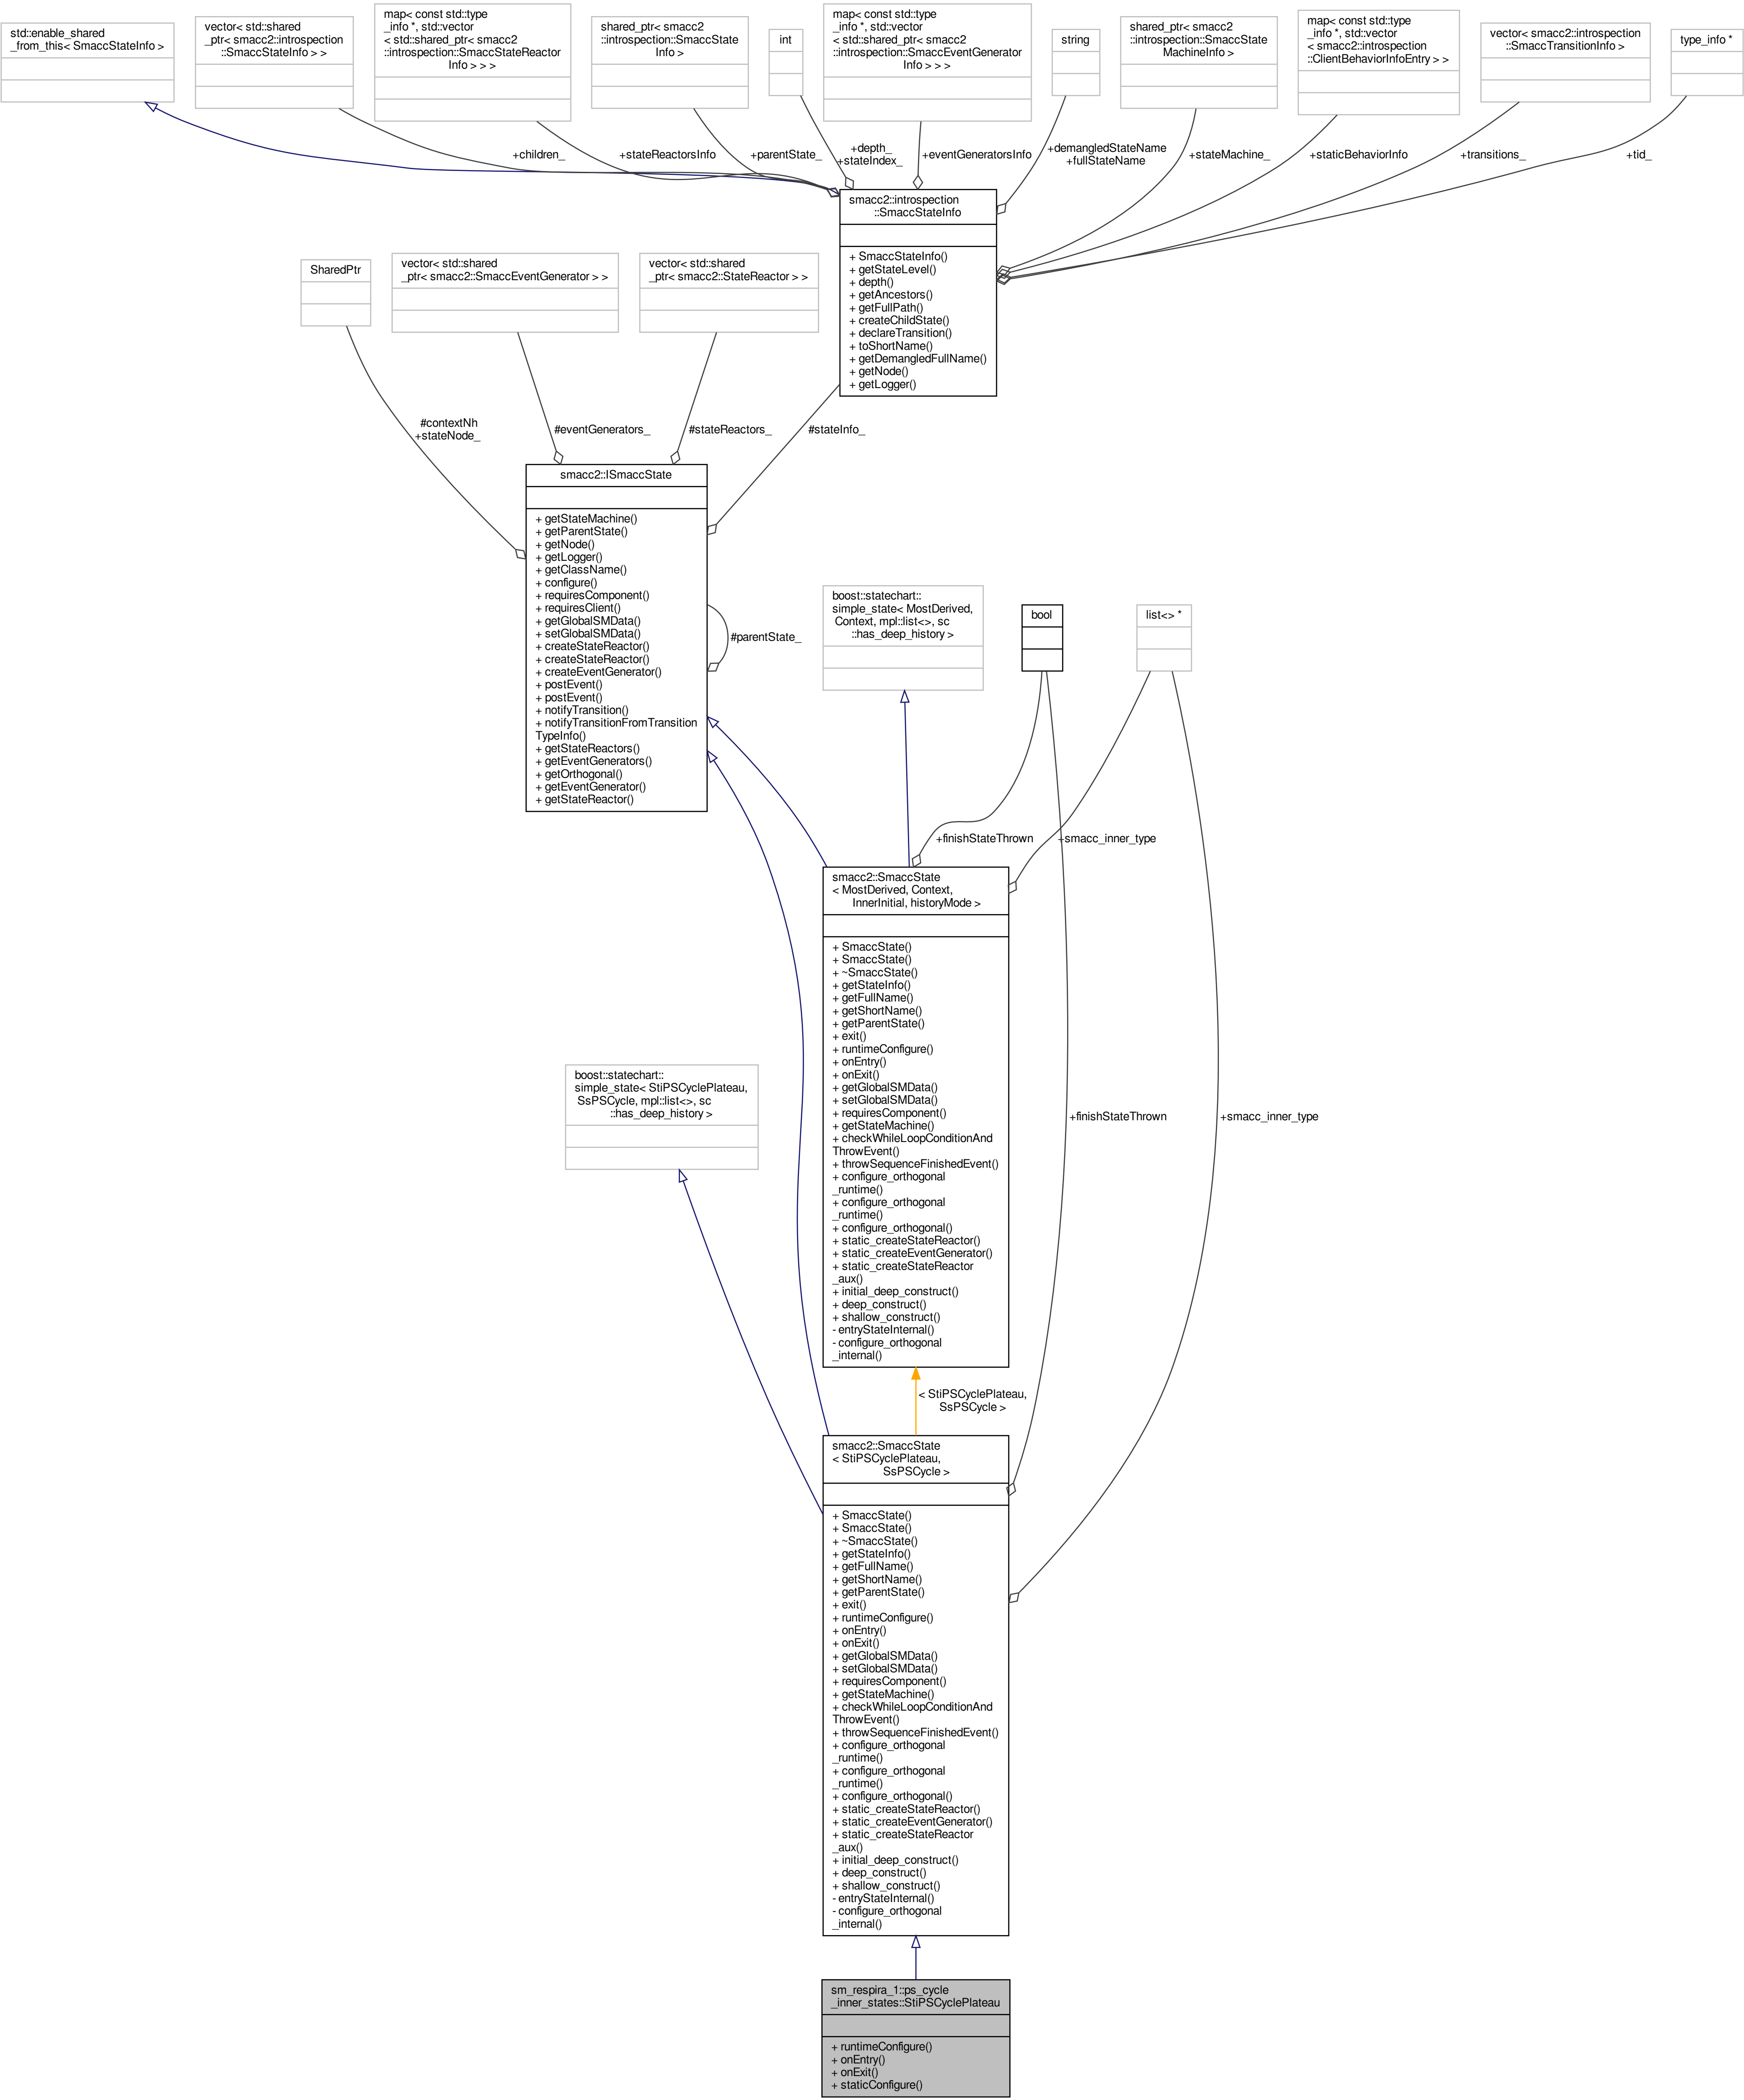 std::enable_shared
_from_this< SmaccStateInfo >
vector< std::shared
_ptr< smacc2::introspection
::SmaccStateInfo > >
map< const std::type
_info *, std::vector
< std::shared_ptr< smacc2
::introspection::SmaccStateReactor
Info > > >
shared_ptr< smacc2
::introspection::SmaccState
Info >
int
map< const std::type
_info *, std::vector
< std::shared_ptr< smacc2
::introspection::SmaccEventGenerator
Info > > >
string
shared_ptr< smacc2
::introspection::SmaccState
MachineInfo >
map< const std::type
_info *, std::vector
< smacc2::introspection
::ClientBehaviorInfoEntry > >
vector< smacc2::introspection
::SmaccTransitionInfo >
type_info *
+children_
+stateReactorsInfo
+parentState_
+depth_
+stateIndex_
+eventGeneratorsInfo
+demangledStateName
+fullStateName
+stateMachine_
+staticBehaviorInfo
+transitions_
+tid_
smacc2::introspection
::SmaccStateInfo
+ SmaccStateInfo()
+ getStateLevel()
+ depth()
+ getAncestors()
+ getFullPath()
+ createChildState()
+ declareTransition()
+ toShortName()
+ getDemangledFullName()
+ getNode()
+ getLogger()
SharedPtr
vector< std::shared
_ptr< smacc2::SmaccEventGenerator > >
vector< std::shared
_ptr< smacc2::StateReactor > >
#contextNh
+stateNode_
#eventGenerators_
#stateReactors_
#stateInfo_
smacc2::ISmaccState
+ getStateMachine()
+ getParentState()
+ getNode()
+ getLogger()
+ getClassName()
+ configure()
+ requiresComponent()
+ requiresClient()
+ getGlobalSMData()
+ setGlobalSMData()
+ createStateReactor()
+ createStateReactor()
+ createEventGenerator()
+ postEvent()
+ postEvent()
+ notifyTransition()
+ notifyTransitionFromTransition
TypeInfo()
+ getStateReactors()
+ getEventGenerators()
+ getOrthogonal()
+ getEventGenerator()
+ getStateReactor()
#parentState_
boost::statechart::
simple_state< MostDerived,
Context, mpl::list<>, sc
::has_deep_history >
bool
list<> *
+finishStateThrown
+smacc_inner_type
smacc2::SmaccState
< MostDerived, Context,
InnerInitial, historyMode >
+ SmaccState()
+ SmaccState()
+ ~SmaccState()
+ getStateInfo()
+ getFullName()
+ getShortName()
+ getParentState()
+ exit()
+ runtimeConfigure()
+ onEntry()
+ onExit()
+ getGlobalSMData()
+ setGlobalSMData()
+ requiresComponent()
+ getStateMachine()
+ checkWhileLoopConditionAnd
ThrowEvent()
+ throwSequenceFinishedEvent()
+ configure_orthogonal
_runtime()
+ configure_orthogonal
_runtime()
+ configure_orthogonal()
+ static_createStateReactor()
+ static_createEventGenerator()
+ static_createStateReactor
_aux()
+ initial_deep_construct()
+ deep_construct()
+ shallow_construct()
- entryStateInternal()
- configure_orthogonal
_internal()
boost::statechart::
simple_state< StiPSCyclePlateau,
SsPSCycle, mpl::list<>, sc
::has_deep_history >
+finishStateThrown
+smacc_inner_type
< StiPSCyclePlateau,
SsPSCycle >
smacc2::SmaccState
< StiPSCyclePlateau,
SsPSCycle >
+ SmaccState()
+ SmaccState()
+ ~SmaccState()
+ getStateInfo()
+ getFullName()
+ getShortName()
+ getParentState()
+ exit()
+ runtimeConfigure()
+ onEntry()
+ onExit()
+ getGlobalSMData()
+ setGlobalSMData()
+ requiresComponent()
+ getStateMachine()
+ checkWhileLoopConditionAnd
ThrowEvent()
+ throwSequenceFinishedEvent()
+ configure_orthogonal
_runtime()
+ configure_orthogonal
_runtime()
+ configure_orthogonal()
+ static_createStateReactor()
+ static_createEventGenerator()
+ static_createStateReactor
_aux()
+ initial_deep_construct()
+ deep_construct()
+ shallow_construct()
- entryStateInternal()
- configure_orthogonal
_internal()
sm_respira_1::ps_cycle
_inner_states::StiPSCyclePlateau
+ runtimeConfigure()
+ onEntry()
+ onExit()
+ staticConfigure()